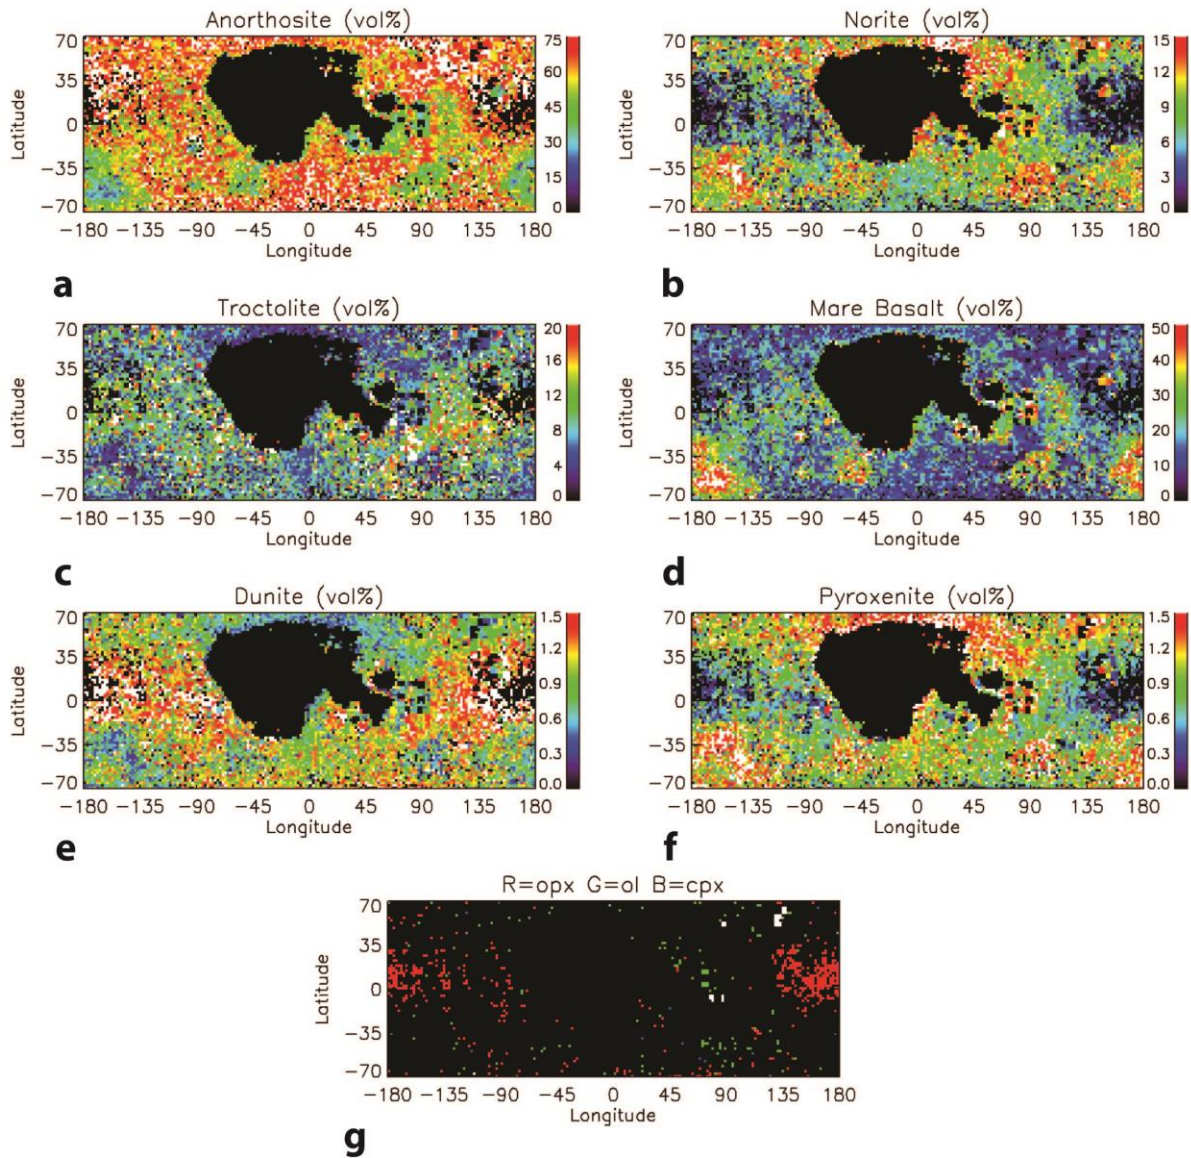 Anorthosite (vol%)
Norite (vol%)
70
35
0
−35
−70
Latitude
75
60
45
30
15
0
70
35
0
−35
−70
Latitude
15
12
9
6
3
0
−180 −135 −90 −45 0 45 90 135 180
Longitude
−180 −135 −90 −45 0 45 90 135 180
Longitude
a
b
Troctolite (vol%)
Mare Basalt (vol%)
70
35
0
−35
−70
Latitude
20
16
12
8
4
0
70
35
0
−35
−70
Latitude
50
40
30
20
10
0
−180 −135 −90 −45 0 45 90 135 180
Longitude
−180 −135 −90 −45 0 45 90 135 180
Longitude
c
d
Dunite (vol%)
Pyroxenite (vol%)
70
35
0
−35
−70
Latitude
1.5
1.2
0.9
0.6
0.3
0.0
70
35
0
−35
−70
Latitude
1.5
1.2
0.9
0.6
0.3
0.0
−180 −135 −90 −45 0 45 90 135 180
Longitude
−180 −135 −90 −45 0 45 90 135 180
Longitude
e
f
R=opx G=ol B=cpx
70
35
0
−35
−70
Latitude
−180 −135 −90 −45 0 45 90 135 180
Longitude
g